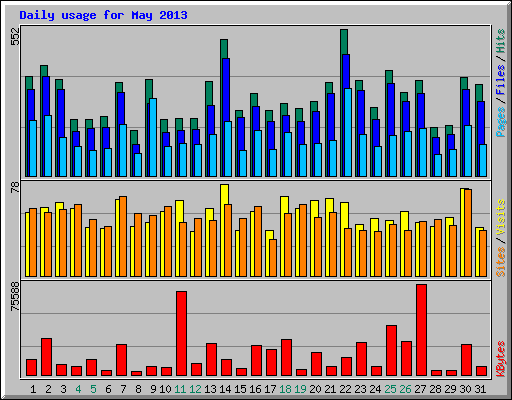 Daily usage for May 2013
552
Pages / Files / Hits
78
Sites / Visits
75588
KBytes
1 2 3 4 5 6 7 8 9 10 11 12 13 14 15 16 17 18 19 20 21 22 23 24 25 26 27 28 29 30 31